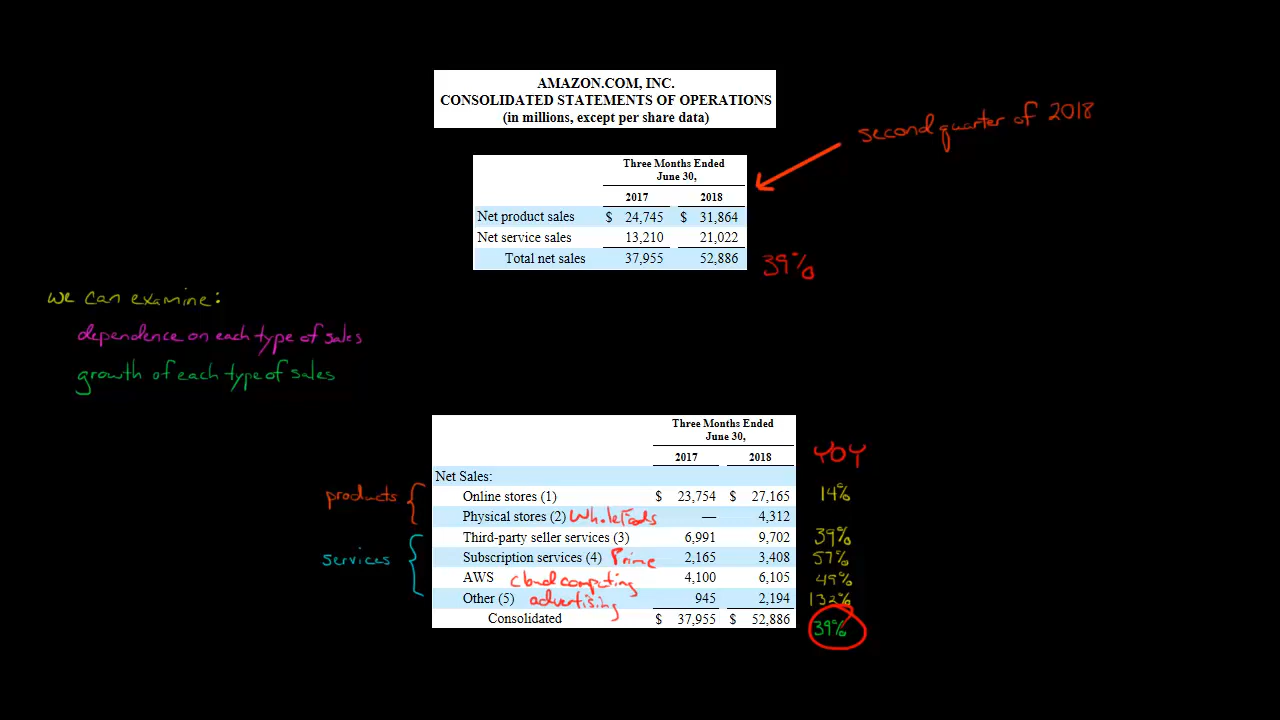 AMAZON.COM, INC.
CONSOLIDATED STATEMENTS OF OPERATIONS
(in millions, except per share data)
second quarter of 2018
Three Months Ended
June 30,
2017 2018
Net product sales $ 24,745 $ 31,864
Net service sales 13,210 21,022
Total net sales 37,955 52,886 39%
we can examine:
dependence on each type of sales
growth of each type of sales
Three Months Ended
June 30,
2017 2018 YOY
Net Sales:
products Online stores (1) $ 23,754 $ 27,165 14%
Physical stores (2) Whole Foods — 4,312
Third-party seller services (3) 6,991 9,702 39%
services Subscription services (4) Prime 2,165 3,408 57%
AWS cloud computing 4,100 6,105 49%
Other (5) advertising 945 2,194 132%
Consolidated $ 37,955 $ 52,886 39%